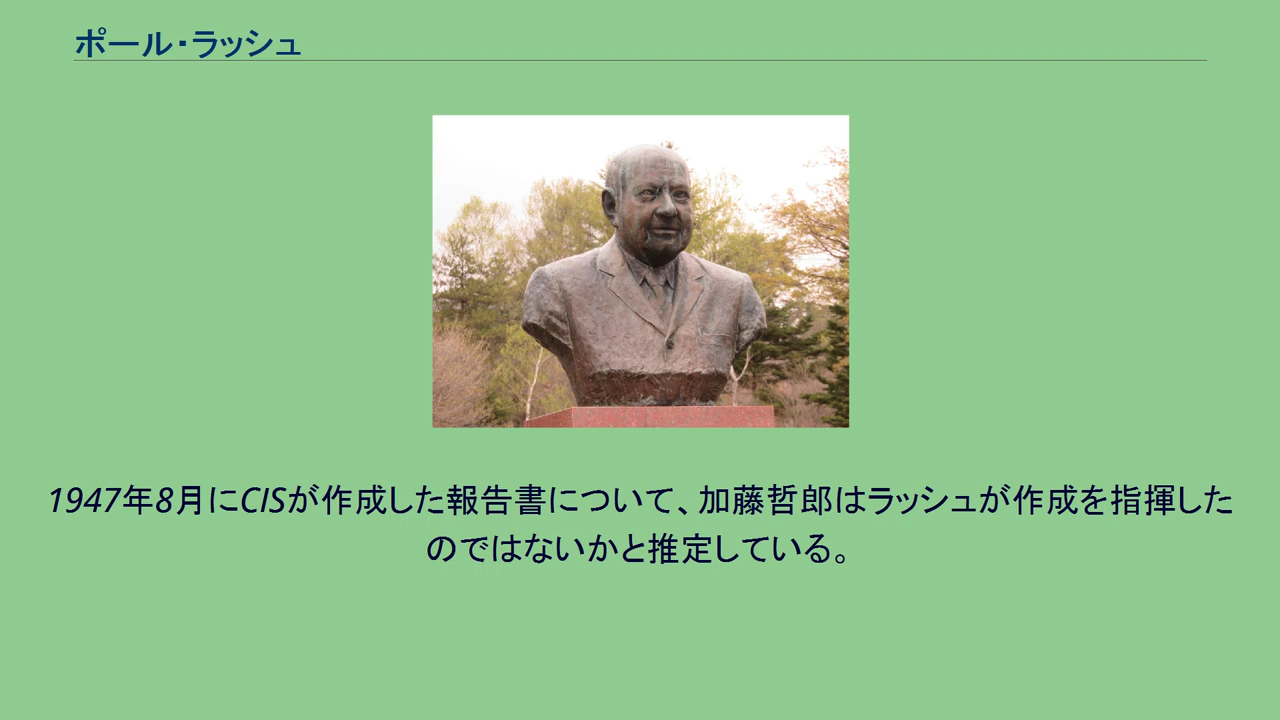 ポール・ラッシュ
1947年8月にCISが作成した報告書について、加藤哲郎はラッシュが作成を指揮した
のではないかと推定している。